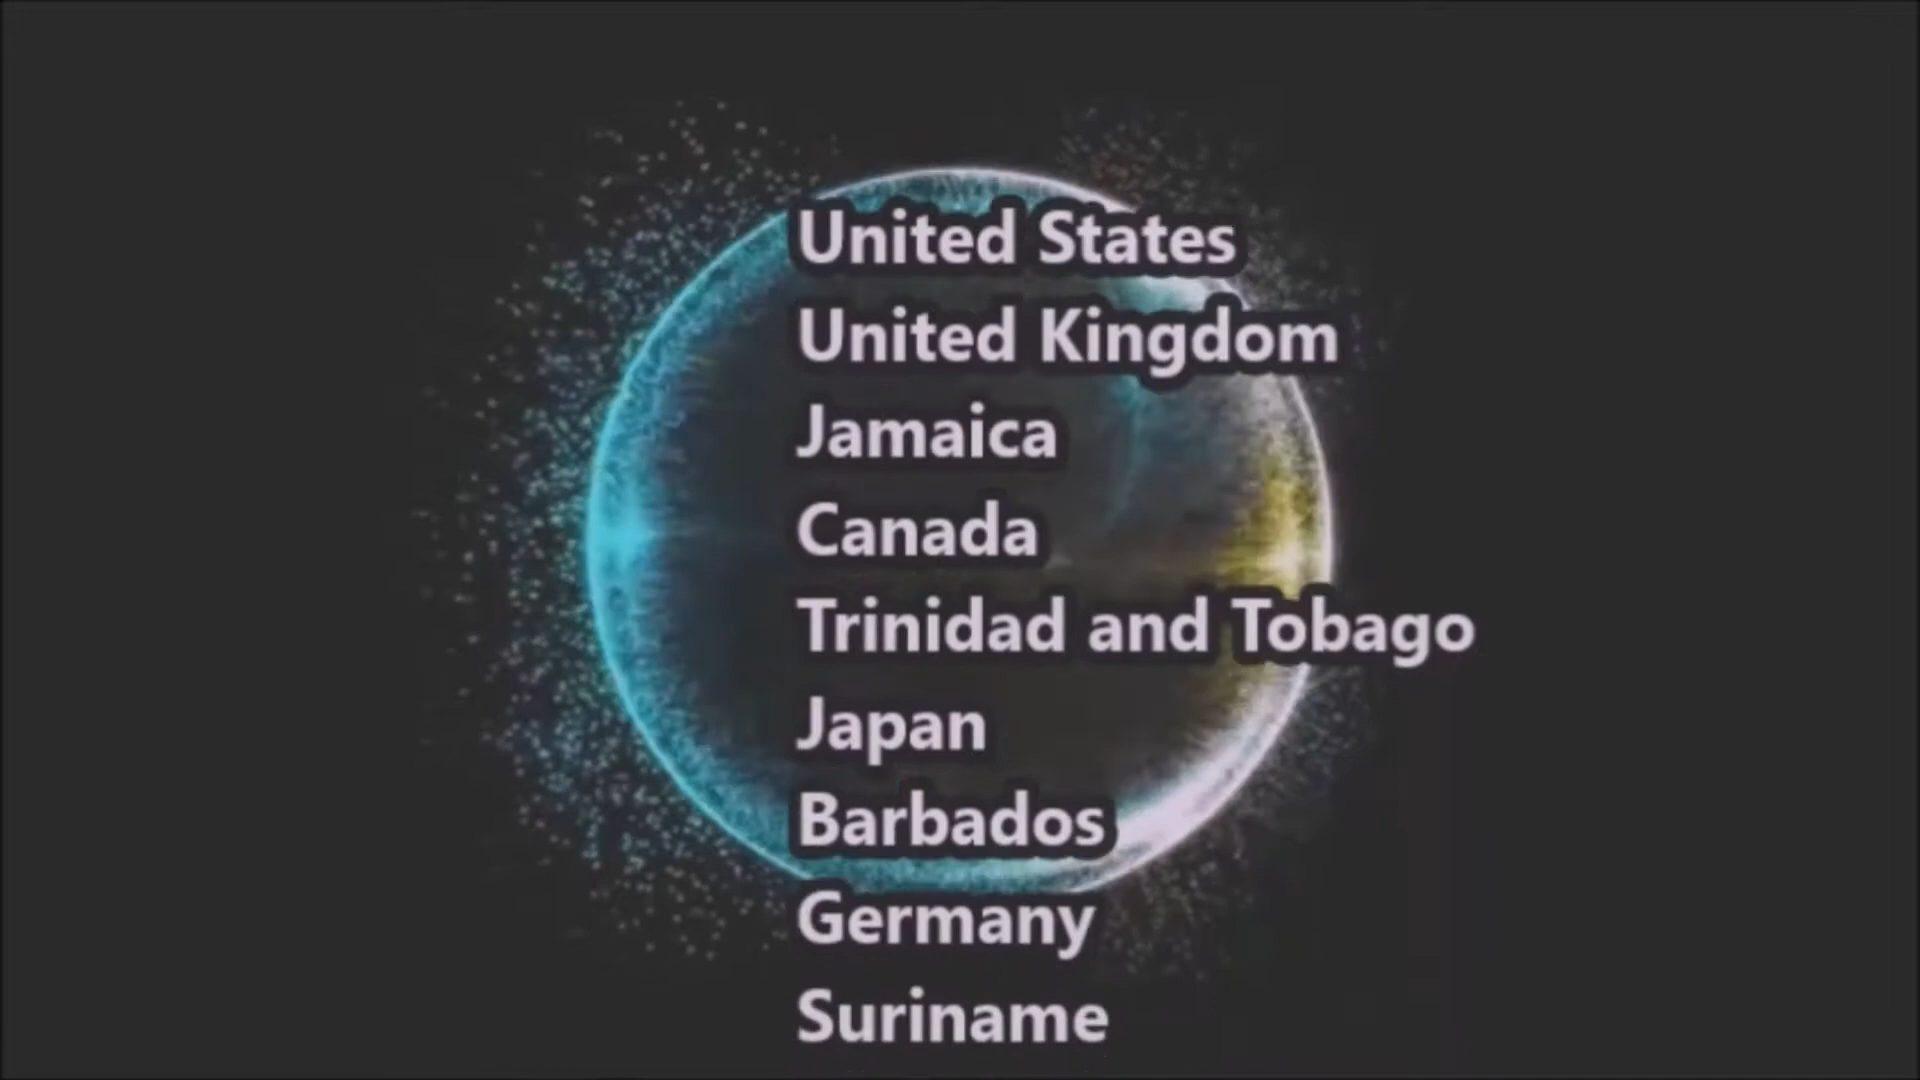 United States
United Kingdom
Jamaica
Canada
Trinidad and Tobago
Japan
Barbados
Germany
Suriname